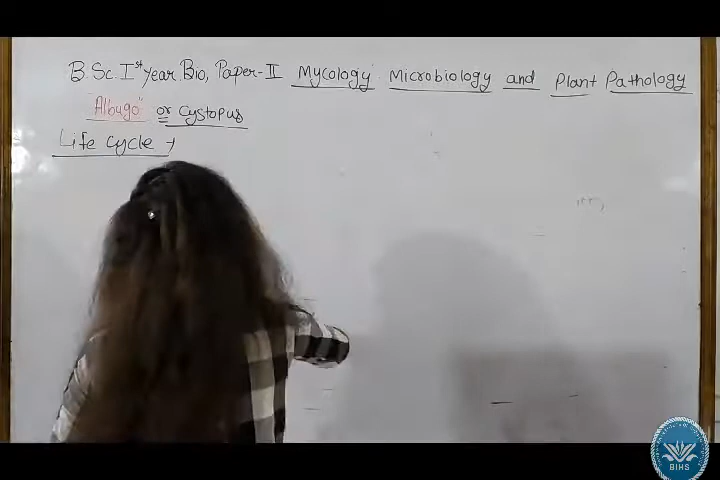 B.Sc. Ist year Bio, Paper-II Mycology Microbiology and Plant Pathology
"Albugo" or Cystopus
Life Cycle →
BIHS